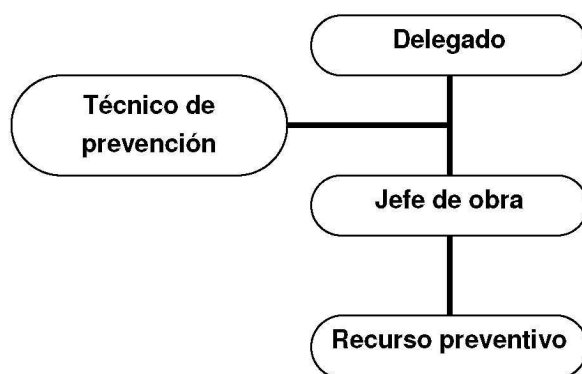 Delegado
Técnico de
prevención
Jefe de obra
Recurso preventivo